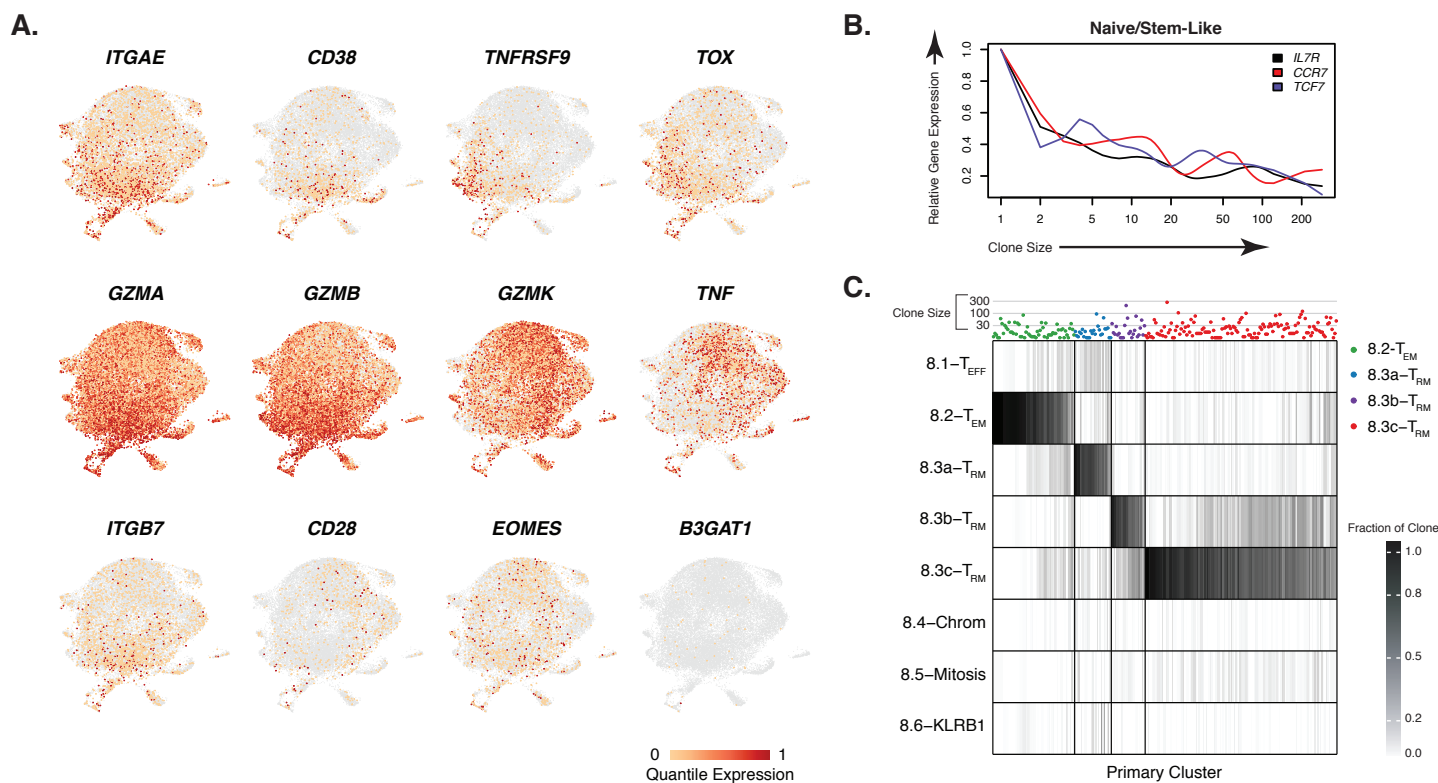 A.
ITGAE CD38 TNFRSF9 TOX
GZMA GZMB GZMK TNF
ITGB7 CD28 EOMES B3GAT1
0 1
Quantile Expression
B.
Naive/Stem-Like
Relative Gene Expression
1.0
0.8
0.6
0.4
0.2
IL7R
CCR7
TCF7
1 2 5 10 20 50 100 200
Clone Size
C.
Clone Size
300
100
30
8.1–TEFF
8.2–TEM
8.3a–TRM
8.3b–TRM
8.3c–TRM
8.4–Chrom
8.5–Mitosis
8.6–KLRB1
Primary Cluster
8.2-TEM
8.3a–TRM
8.3b–TRM
8.3c–TRM
Fraction of Clone
1.0
0.8
0.5
0.2
0.0